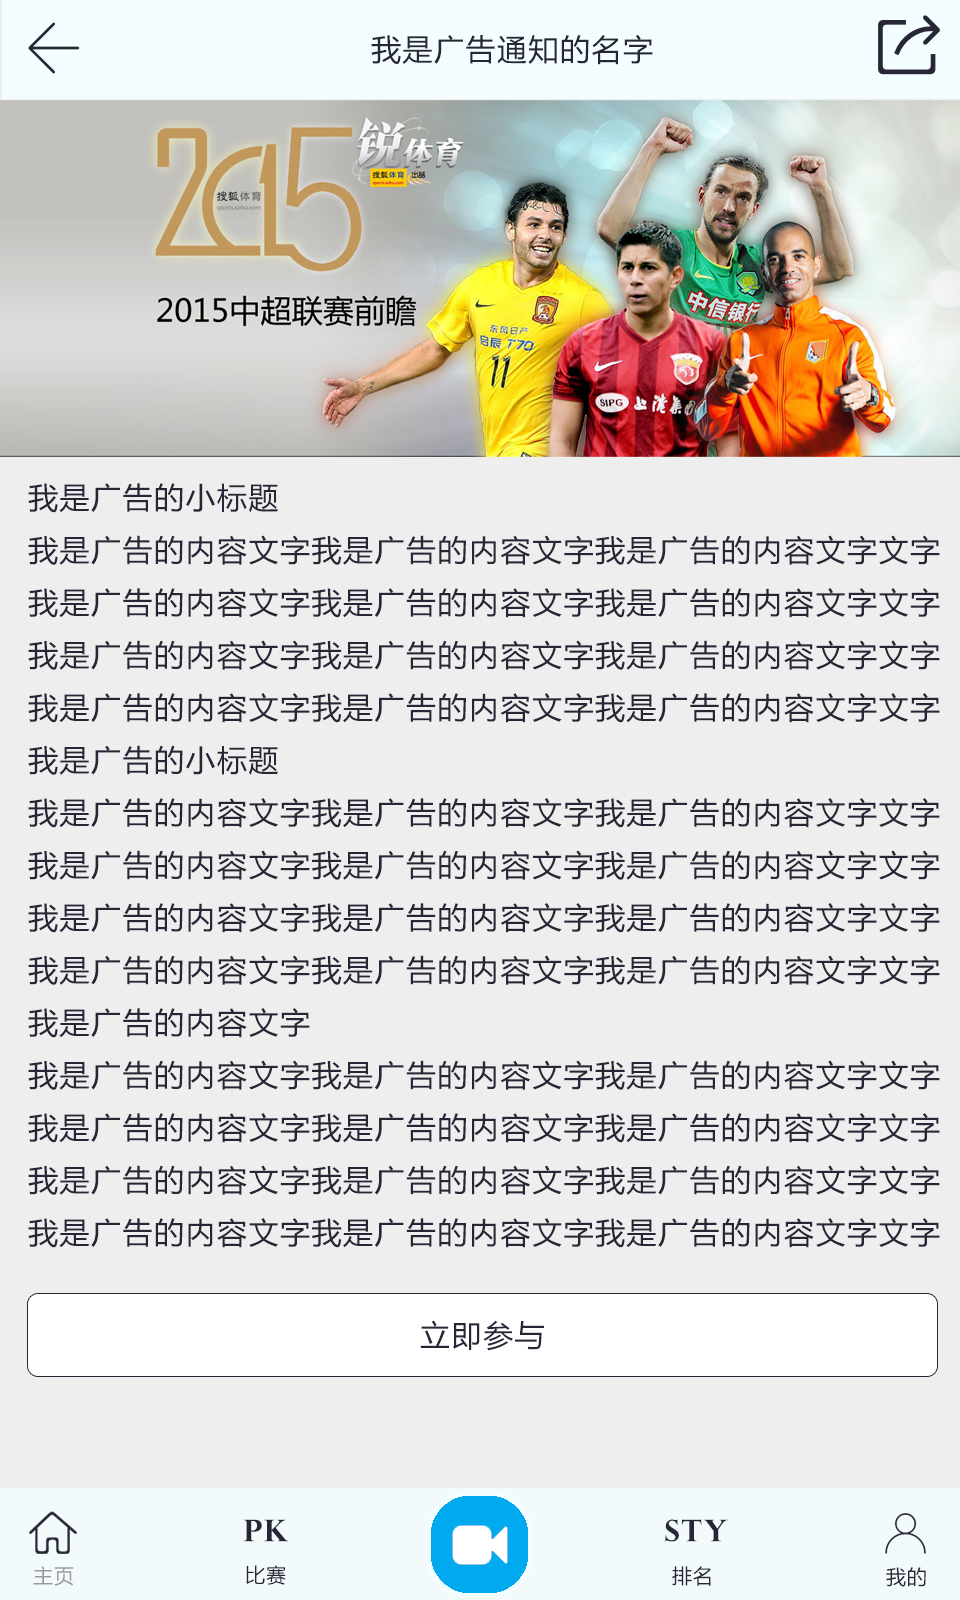 我是广告通知的名字
2015
锐体育
搜狐体育
sports.sohu.com
搜狐体育 出品
sports.sohu.com
2015中超联赛前瞻
中信银行
东风日产
启辰 T70
11
SIPG 上港集团
我是广告的小标题
我是广告的内容文字我是广告的内容文字我是广告的内容文字文字
我是广告的内容文字我是广告的内容文字我是广告的内容文字文字
我是广告的内容文字我是广告的内容文字我是广告的内容文字文字
我是广告的内容文字我是广告的内容文字我是广告的内容文字文字
我是广告的小标题
我是广告的内容文字我是广告的内容文字我是广告的内容文字文字
我是广告的内容文字我是广告的内容文字我是广告的内容文字文字
我是广告的内容文字我是广告的内容文字我是广告的内容文字文字
我是广告的内容文字我是广告的内容文字我是广告的内容文字文字
我是广告的内容文字
我是广告的内容文字我是广告的内容文字我是广告的内容文字文字
我是广告的内容文字我是广告的内容文字我是广告的内容文字文字
我是广告的内容文字我是广告的内容文字我是广告的内容文字文字
我是广告的内容文字我是广告的内容文字我是广告的内容文字文字
立即参与
PK
STY
主页
比赛
排名
我的